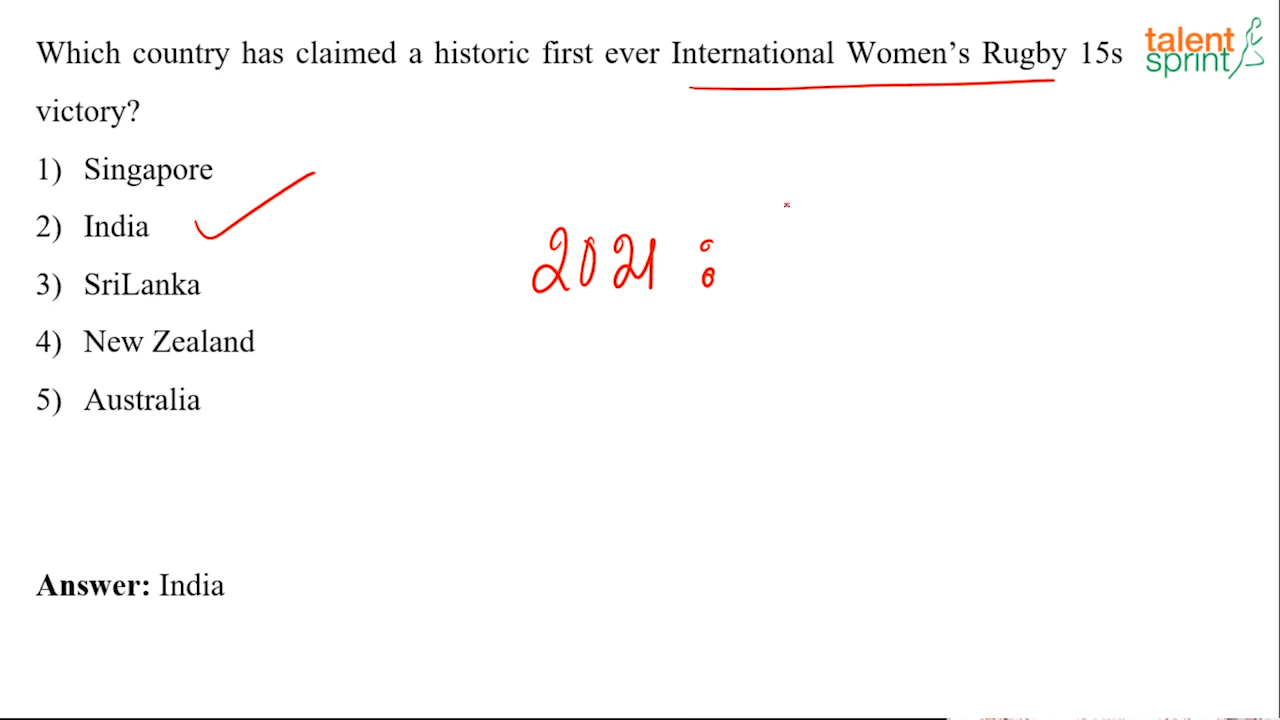 Which country has claimed a historic first ever International Women's Rugby 15s
victory?
talent
sprint
1) Singapore
2) India
3) SriLanka
4) New Zealand
5) Australia
2021 :
Answer: India